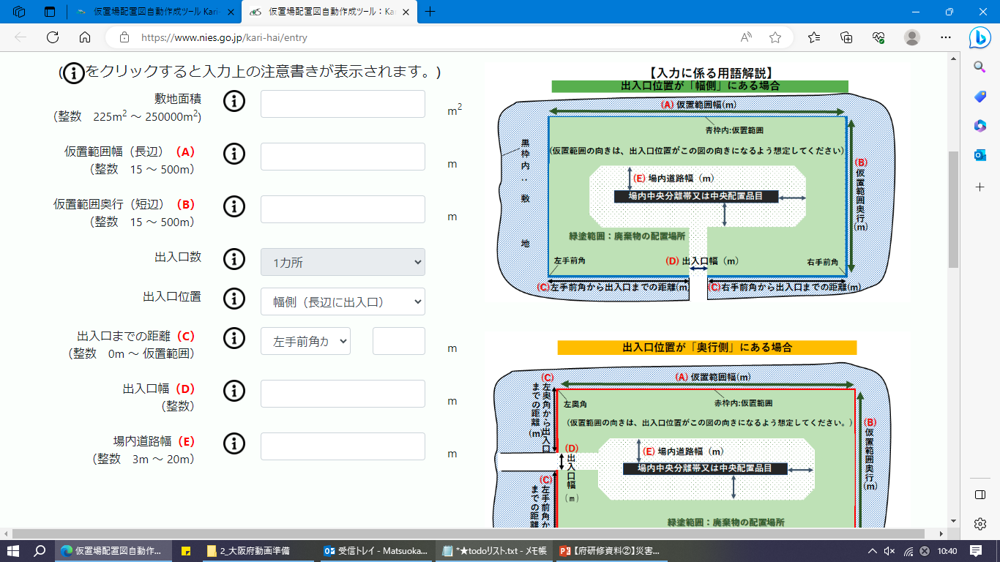 仮置場配置図自動作成ツール Kari-
仮置場配置図自動作成ツール：Ka
https://www.nies.go.jp/kari-hai/entry
(iをクリックすると入力上の注意書きが表示されます。)
敷地面積
(整数　225m² ～ 250000m²)
m²
仮置範囲幅（長辺）（A）
（整数　15 ～ 500m）
m
仮置範囲奥行（短辺）（B）
（整数　15 ～ 500m）
m
出入口数
1カ所
出入口位置
幅側（長辺に出入口）
出入口までの距離（C）
（整数　0m ～ 仮置範囲）
左手前角か
m
出入口幅（D）
（整数）
m
場内道路幅（E）
（整数　3m ～ 20m）
m
【入力に係る用語解説】
出入口位置が「幅側」にある場合
(A) 仮置範囲幅(m)
青枠内:仮置範囲
(仮置範囲の向きは、出入口位置がこの図の向きになるよう想定してください)
黒枠内：敷地
(B)仮置範囲奥行(m)
(E) 場内道路幅（m）
場内中央分離帯又は中央配置品目
緑塗範囲：廃棄物の配置場所
左手前角
(D) 出入口幅（m）
右手前角
(C)左手前角から出入口までの距離(m)
(C)右手前角から出入口までの距離(m)
出入口位置が「奥行側」にある場合
(A) 仮置範囲幅(m)
(C)左奥角から出入口までの距離(m)
左奥角
赤枠内:仮置範囲
(仮置範囲の向きは、出入口位置がこの図の向きになるよう想定してください。)
(B)仮置範囲奥行(m)
(D)出入口幅(m)
(E) 場内道路幅（m）
場内中央分離帯又は中央配置品目
(C)左手前角か
までの距離
緑塗範囲：廃棄物の配置場所
仮置場配置図自動作...
2_大阪府動画準備
受信トレイ - Matsuoka...
*★todoリスト.txt - メモ帳
【府研修資料②】災害...
10:40